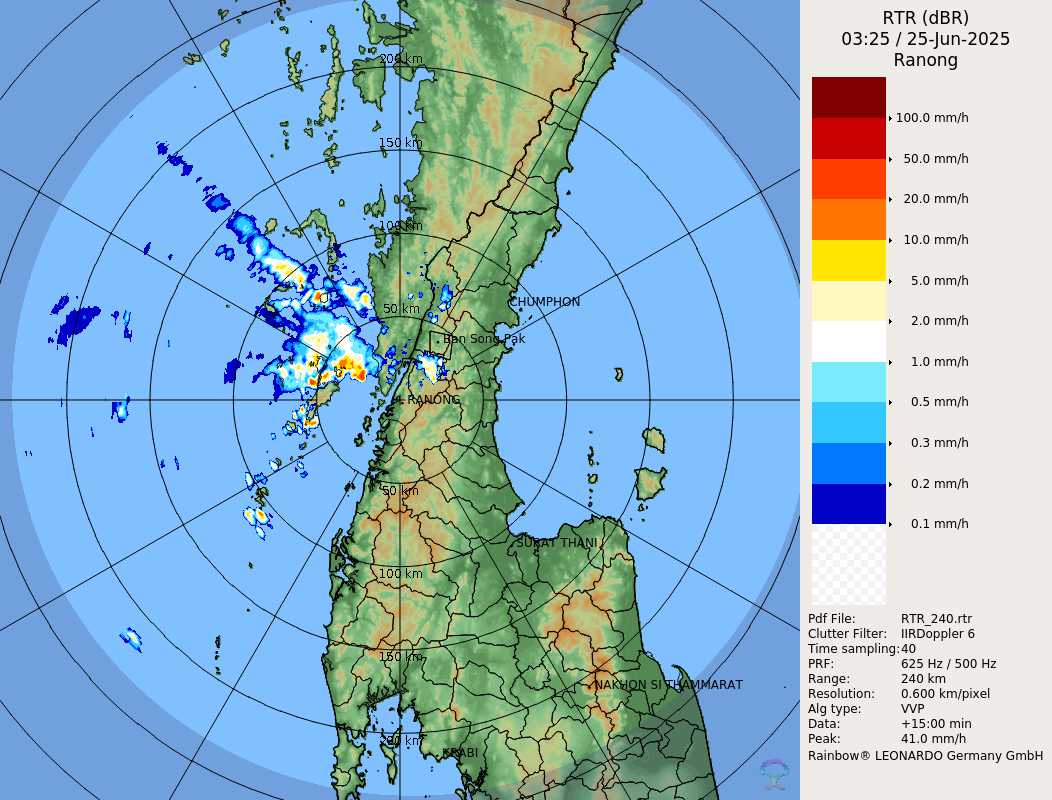 RTR (dBR)
03:25 / 25-Jun-2025
Ranong
100.0 mm/h
50.0 mm/h
20.0 mm/h
10.0 mm/h
5.0 mm/h
2.0 mm/h
1.0 mm/h
0.5 mm/h
0.3 mm/h
0.2 mm/h
0.1 mm/h
Pdf File: RTR_240.rtr
Clutter Filter: IIRDoppler 6
Time sampling: 40
PRF: 625 Hz / 500 Hz
Range: 240 km
Resolution: 0.600 km/pixel
Alg type: VVP
Data: +15:00 min
Peak: 41.0 mm/h
Rainbow® LEONARDO Germany GmbH
200 km
150 km
100 km
50 km
CHUMPHON
Ban Song Pak
RANONG
50 km
SURAT THANI
100 km
150 km
NAKHON SI THAMMARAT
200 km
KRABI